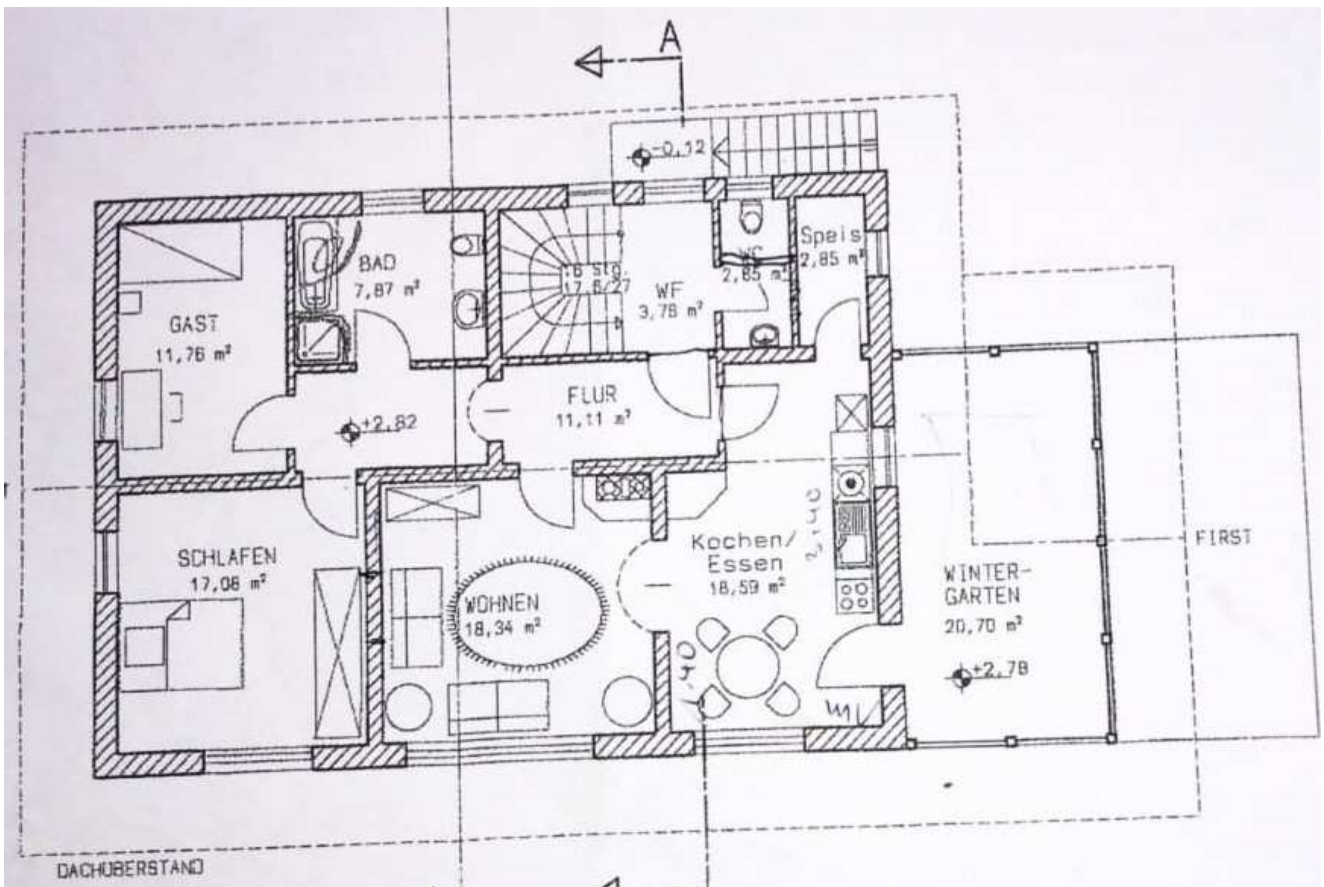 A
-0,12
BAD
7,87 m²
GAST
11,76 m²
16 Stg.
17,6/27
WF
3,78 m²
WC
2,85 m²
Speis
2,85 m²
FLUR
11,11 m²
+2,82
SCHLAFEN
17,08 m²
WOHNEN
18,34 m²
Kochen/
Essen
18,59 m²
FIRST
WINTER-
GARTEN
20,70 m²
+2,78
DACHÜBERSTAND